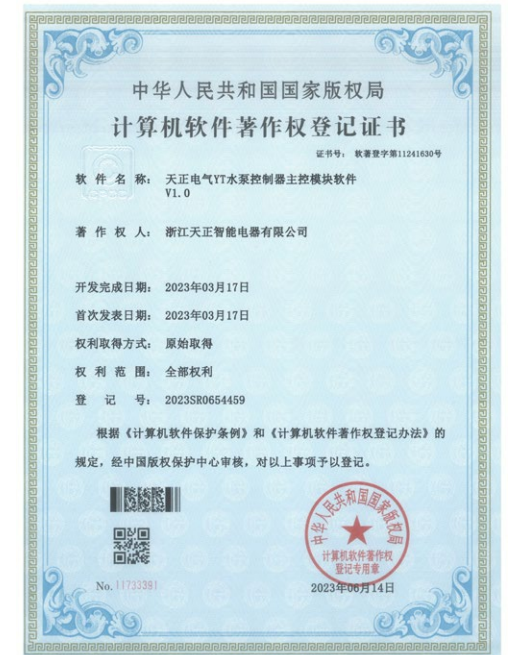 中华人民共和国国家版权局
计算机软件著作权登记证书
证书号： 软著登字第11241630号
软件名称： 天正电气YT水泵控制器主控模块软件
V1.0
著作权人： 浙江天正智能电器有限公司
开发完成日期： 2023年03月17日
首次发表日期： 2023年03月17日
权利取得方式： 原始取得
权利范围： 全部权利
登记号： 2023SR0654459
根据《计算机软件保护条例》和《计算机软件著作权登记办法》的
规定，经中国版权保护中心审核，对以上事项予以登记。
中华人民共和国国家版权局
计算机软件著作权
登记专用章
No. 11733391
2023年06月14日